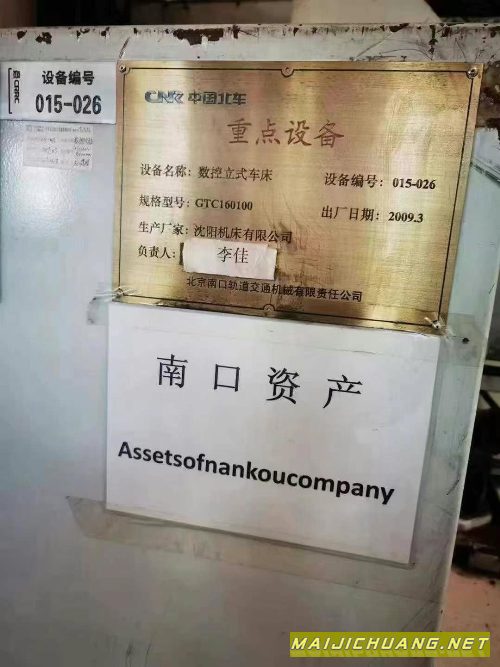 CRRC
设备编号
015-026
CNR 中国北车
重点设备
设备名称：数控立式车床
设备编号：015-026
规格型号：GTC160100
出厂日期：2009.3
生产厂家：沈阳机床有限公司
负责人：李佳
北京南口轨道交通机械有限责任公司
南口资产
Assetsofnankoucompany
MAIJICHUANG.NET